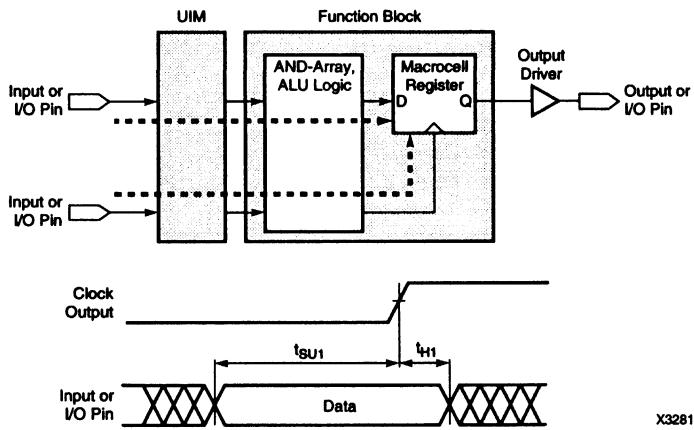 UIM
Function Block
AND-Array,
ALU Logic
Macrocell
Register
D
Q
Output
Driver
Input or
I/O Pin
Output or
I/O Pin
Input or
I/O Pin
Clock
Output
tSU1
tH1
Input or
I/O Pin
Data
X3281